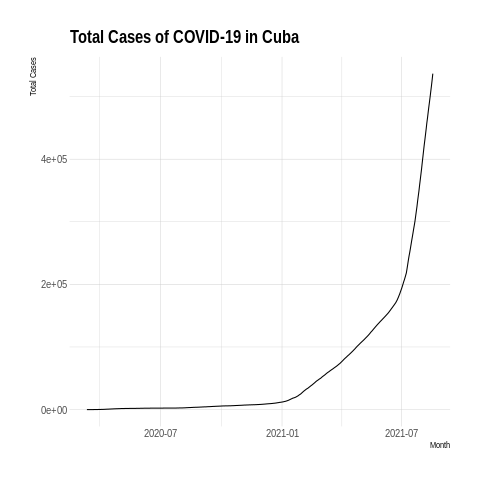 Total Cases of COVID-19 in Cuba
Total Cases
4e+05
2e+05
0e+00
2020-07 2021-01 2021-07
Month